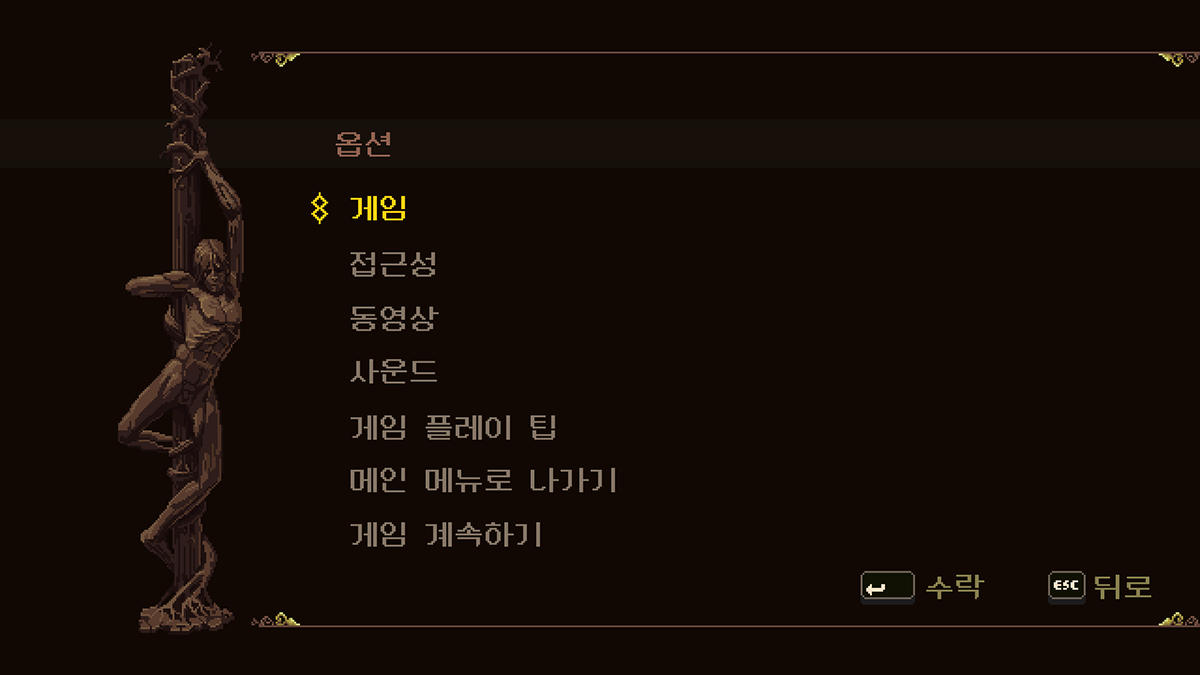 옵션
게임
접근성
동영상
사운드
게임 플레이 팁
메인 메뉴로 나가기
게임 계속하기
수락
ESC 뒤로